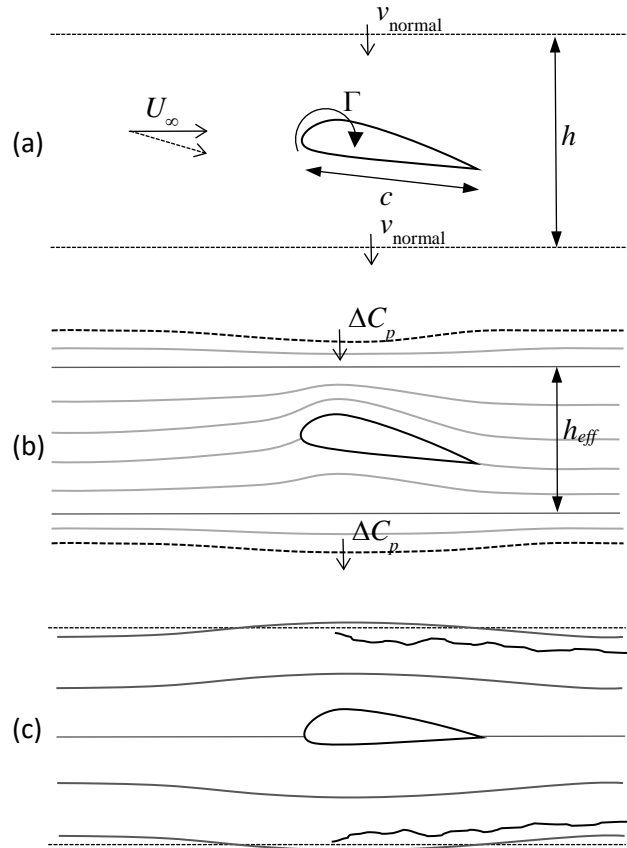 v_normal
U_∞
Γ
(a)
h
c
v_normal
ΔC_p
(b)
h_eff
ΔC_p
(c)